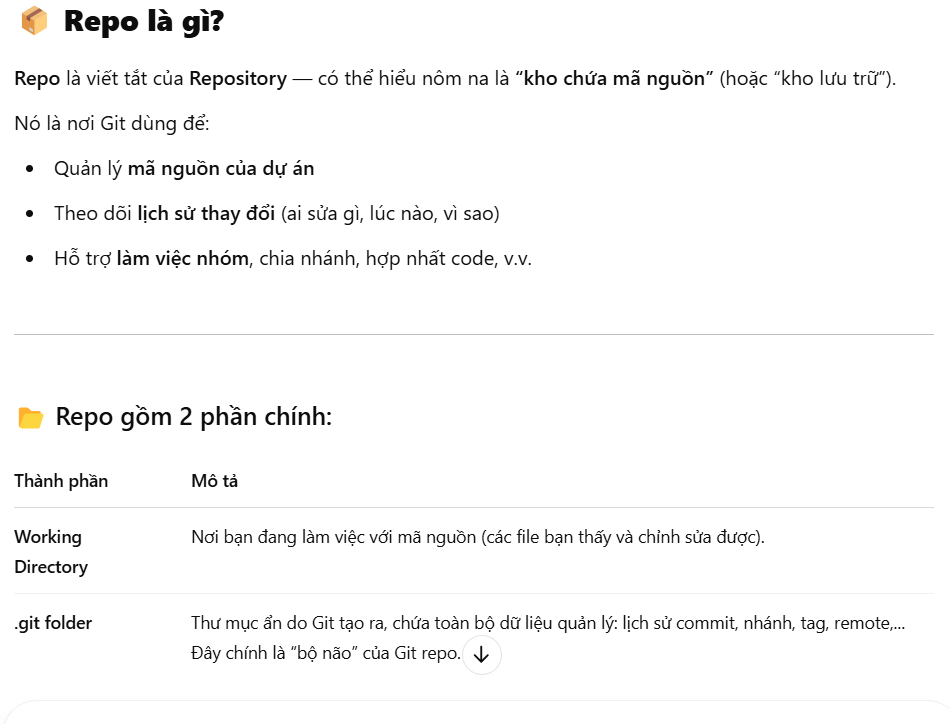 📦 Repo là gì?
Repo là viết tắt của Repository — có thể hiểu nôm na là “kho chứa mã nguồn” (hoặc “kho lưu trữ”).
Nó là nơi Git dùng để:
• Quản lý mã nguồn của dự án
• Theo dõi lịch sử thay đổi (ai sửa gì, lúc nào, vì sao)
• Hỗ trợ làm việc nhóm, chia nhánh, hợp nhất code, v.v.
📂 Repo gồm 2 phần chính:
Thành phần Mô tả
Working Nơi bạn đang làm việc với mã nguồn (các file bạn thấy và chỉnh sửa được).
Directory
.git folder Thư mục ẩn do Git tạo ra, chứa toàn bộ dữ liệu quản lý: lịch sử commit, nhánh, tag, remote,...
Đây chính là “bộ não” của Git repo.